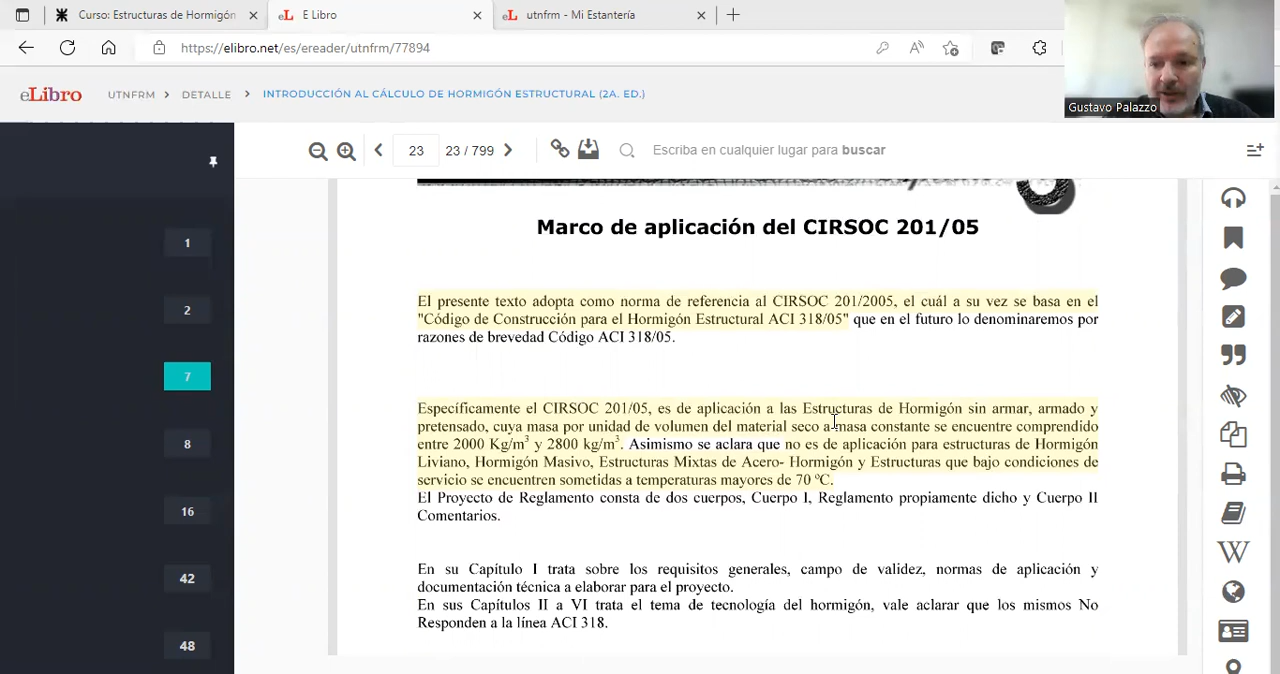 Curso: Estructuras de Hormigón
E Libro
utnfrm - Mi Estantería
https://elibro.net/es/ereader/utnfrm/77894
Gustavo Palazzo
eLibro
UTNFRM > DETALLE > INTRODUCCIÓN AL CÁLCULO DE HORMIGÓN ESTRUCTURAL (2A. ED.)
23
23 / 799
Escriba en cualquier lugar para buscar
1
2
7
8
16
42
48
Marco de aplicación del CIRSOC 201/05
El presente texto adopta como norma de referencia al CIRSOC 201/2005, el cuál a su vez se basa en el
"Código de Construcción para el Hormigón Estructural ACI 318/05" que en el futuro lo denominaremos por
razones de brevedad Código ACI 318/05.
Específicamente el CIRSOC 201/05, es de aplicación a las Estructuras de Hormigón sin armar, armado y
pretensado, cuya masa por unidad de volumen del material seco a masa constante se encuentre comprendido
entre 2000 Kg/m³ y 2800 kg/m³. Asimismo se aclara que no es de aplicación para estructuras de Hormigón
Liviano, Hormigón Masivo, Estructuras Mixtas de Acero- Hormigón y Estructuras que bajo condiciones de
servicio se encuentren sometidas a temperaturas mayores de 70 ºC.
El Proyecto de Reglamento consta de dos cuerpos, Cuerpo I, Reglamento propiamente dicho y Cuerpo II
Comentarios.
En su Capítulo I trata sobre los requisitos generales, campo de validez, normas de aplicación y
documentación técnica a elaborar para el proyecto.
En sus Capítulos II a VI trata el tema de tecnología del hormigón, vale aclarar que los mismos No
Responden a la línea ACI 318.